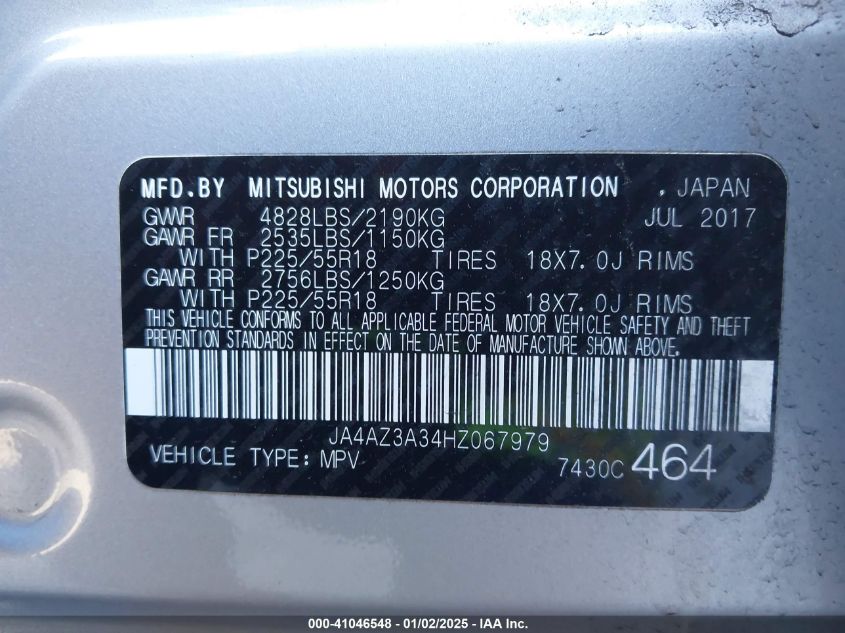 MFD.BY MITSUBISHI MOTORS CORPORATION . JAPAN
GVWR 4828LBS/2190KG JUL 2017
GAWR FR 2535LBS/1150KG
WITH P225/55R18 TIRES 18X7.0J RIMS
GAWR RR 2756LBS/1250KG
WITH P225/55R18 TIRES 18X7.0J RIMS
THIS VEHICLE CONFORMS TO ALL APPLICABLE FEDERAL MOTOR VEHICLE SAFETY AND THEFT
PREVENTION STANDARDS IN EFFECT ON THE DATE OF MANUFACTURE SHOWN ABOVE.
JA4AZ3A34HZ067979
VEHICLE TYPE: MPV 7430C 464
000-41046548 - 01/02/2025 - © IAA Inc.